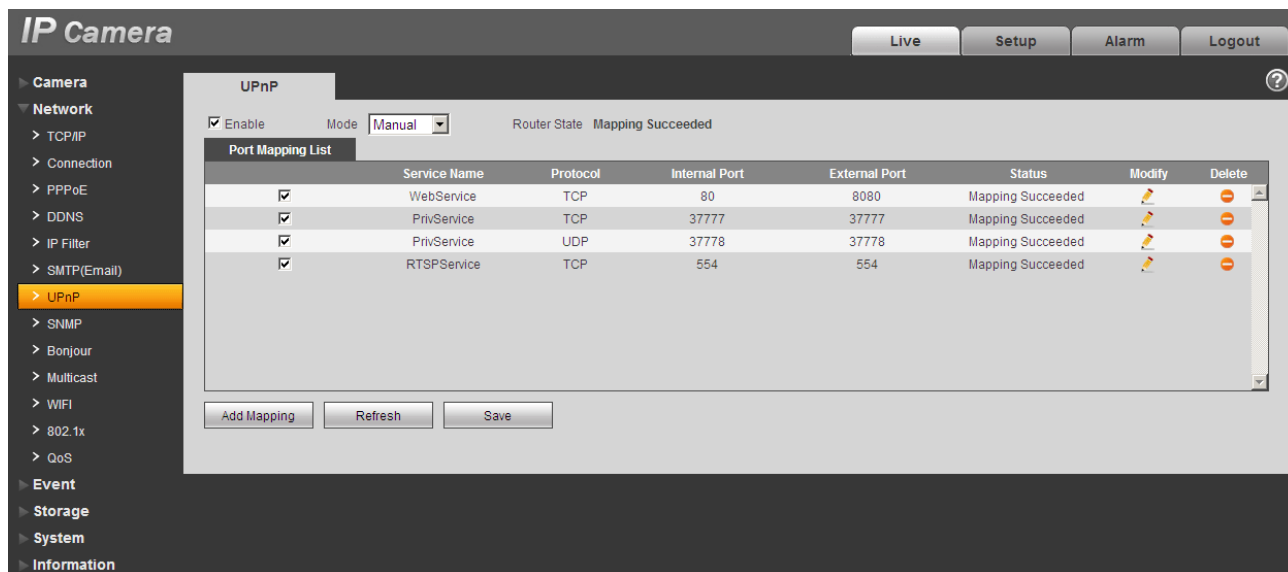 IP Camera
Live Setup Alarm Logout
Camera
Network
TCP/IP
Connection
PPPoE
DDNS
IP Filter
SMTP(Email)
UPnP
SNMP
Bonjour
Multicast
WIFI
802.1x
QoS
Event
Storage
System
Information
UPnP
?
Enable Mode Manual Router State Mapping Succeeded
Port Mapping List
Service Name Protocol Internal Port External Port Status Modify Delete
WebService TCP 80 8080 Mapping Succeeded
PrivService TCP 37777 37777 Mapping Succeeded
PrivService UDP 37778 37778 Mapping Succeeded
RTSPService TCP 554 554 Mapping Succeeded
Add Mapping Refresh Save